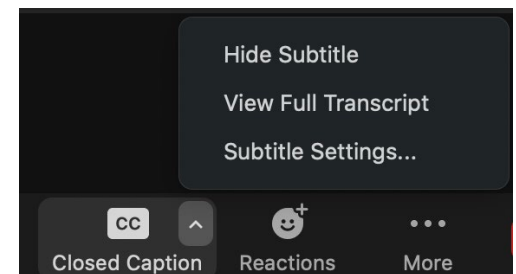 Hide Subtitle
View Full Transcript
Subtitle Settings...
CC
Closed Caption
Reactions
More